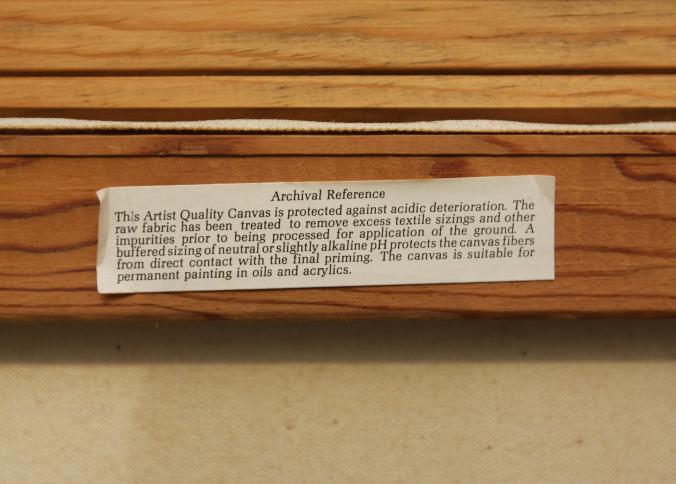 Archival Reference
This Artist Quality Canvas is protected against acidic deterioration. The
raw fabric has been treated to remove excess textile sizings and other
impurities prior to being processed for application of the ground. A
buffered sizing of neutral or slightly alkaline pH protects the canvas fibers
from direct contact with the final priming. The canvas is suitable for
permanent painting in oils and acrylics.